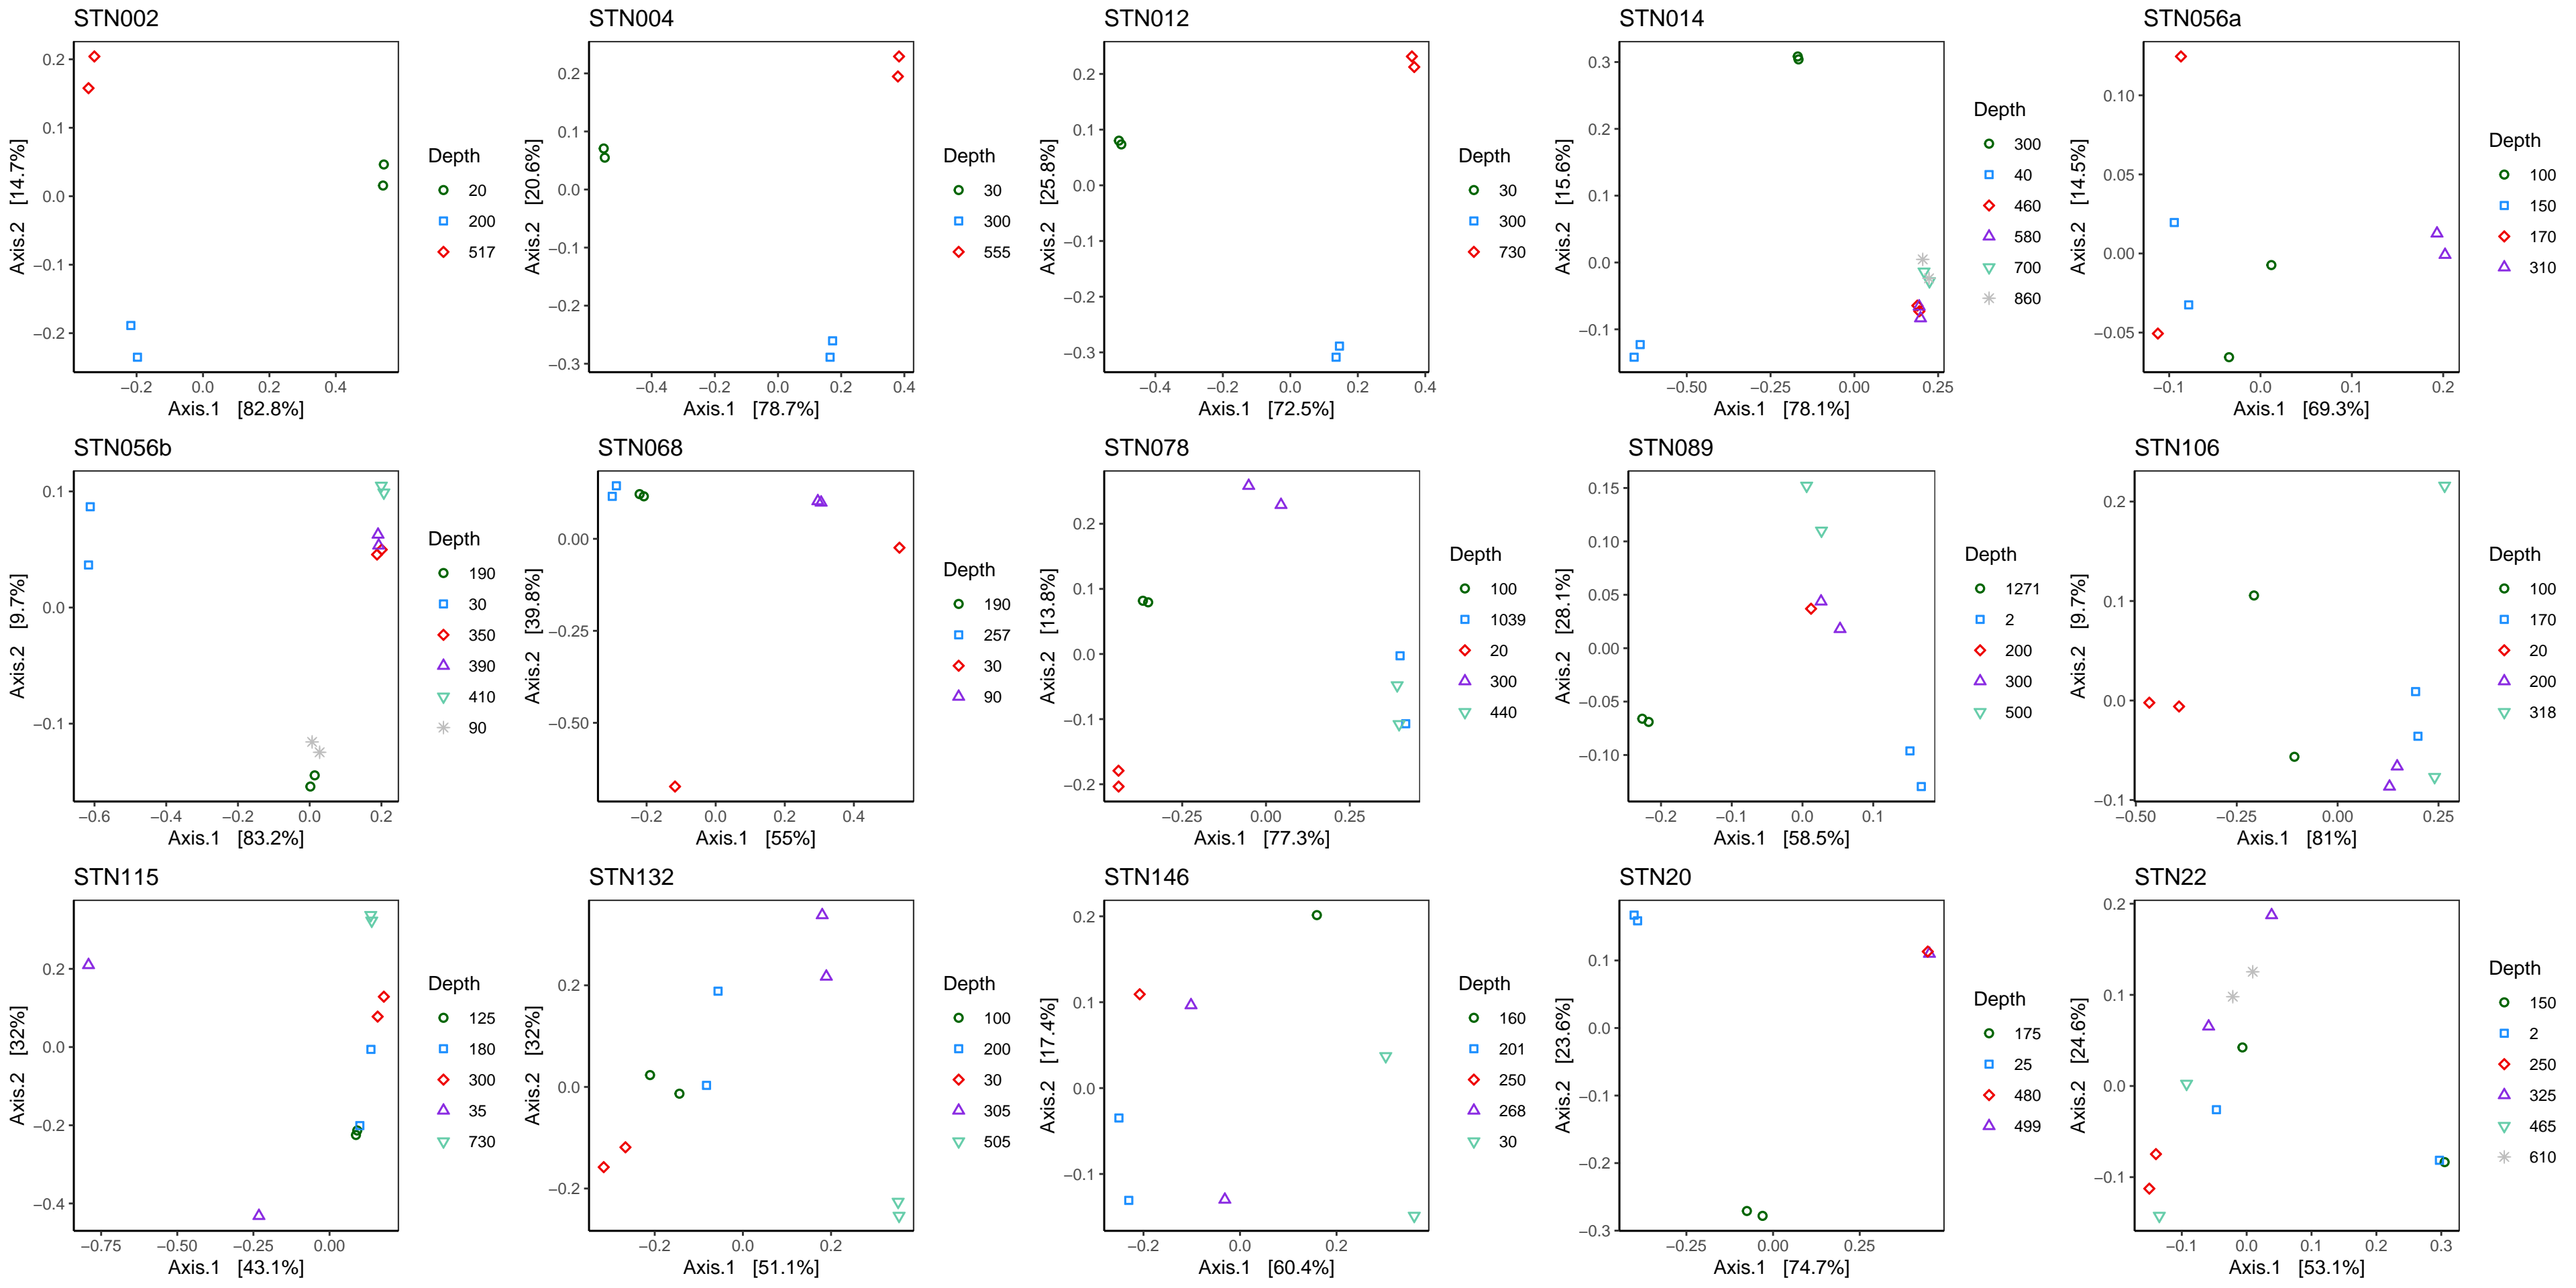 STN002
0.2
0.1
0.0
−0.1
−0.2
−0.2 0.0 0.2 0.4
Axis.1 [82.8%]
Axis.2 [14.7%]
Depth
20
200
517
STN004
0.2
0.1
0.0
−0.1
−0.2
−0.3
−0.4 −0.2 0.0 0.2 0.4
Axis.1 [78.7%]
Axis.2 [20.6%]
Depth
30
300
555
STN012
0.2
0.1
0.0
−0.1
−0.2
−0.3
−0.4 −0.2 0.0 0.2 0.4
Axis.1 [72.5%]
Axis.2 [25.8%]
Depth
30
300
730
STN014
0.3
0.2
0.1
0.0
−0.1
−0.50 −0.25 0.00 0.25
Axis.1 [78.1%]
Axis.2 [15.6%]
Depth
300
40
460
580
700
860
STN056a
0.10
0.05
0.00
−0.05
−0.1 0.0 0.1 0.2
Axis.1 [69.3%]
Axis.2 [14.5%]
Depth
100
150
170
310
STN056b
0.1
0.0
−0.1
−0.6 −0.4 −0.2 0.0 0.2
Axis.1 [83.2%]
Axis.2 [9.7%]
Depth
190
30
350
390
410
90
STN068
0.00
−0.25
−0.50
−0.2 0.0 0.2 0.4
Axis.1 [55%]
Axis.2 [39.8%]
Depth
190
257
30
90
STN078
0.2
0.1
0.0
−0.1
−0.2
−0.25 0.00 0.25
Axis.1 [77.3%]
Axis.2 [13.8%]
Depth
100
1039
20
300
440
STN089
0.15
0.10
0.05
0.00
−0.05
−0.10
−0.2 −0.1 0.0 0.1
Axis.1 [58.5%]
Axis.2 [28.1%]
Depth
1271
2
200
300
500
STN106
0.2
0.1
0.0
−0.1
−0.50 −0.25 0.00 0.25
Axis.1 [81%]
Axis.2 [9.7%]
Depth
100
170
20
200
318
STN115
0.2
0.0
−0.2
−0.4
−0.75 −0.50 −0.25 0.00
Axis.1 [43.1%]
Axis.2 [32%]
Depth
125
180
300
35
730
STN132
0.2
0.0
−0.2
−0.2 0.0 0.2
Axis.1 [51.1%]
Axis.2 [32%]
Depth
100
200
30
305
505
STN146
0.2
0.1
0.0
−0.1
−0.2 0.0 0.2
Axis.1 [60.4%]
Axis.2 [17.4%]
Depth
160
201
250
268
30
STN20
0.1
0.0
−0.1
−0.2
−0.3
−0.25 0.00 0.25
Axis.1 [74.7%]
Axis.2 [23.6%]
Depth
175
25
480
499
STN22
0.2
0.1
0.0
−0.1
−0.1 0.0 0.1 0.2 0.3
Axis.1 [53.1%]
Axis.2 [24.6%]
Depth
150
2
250
325
465
610